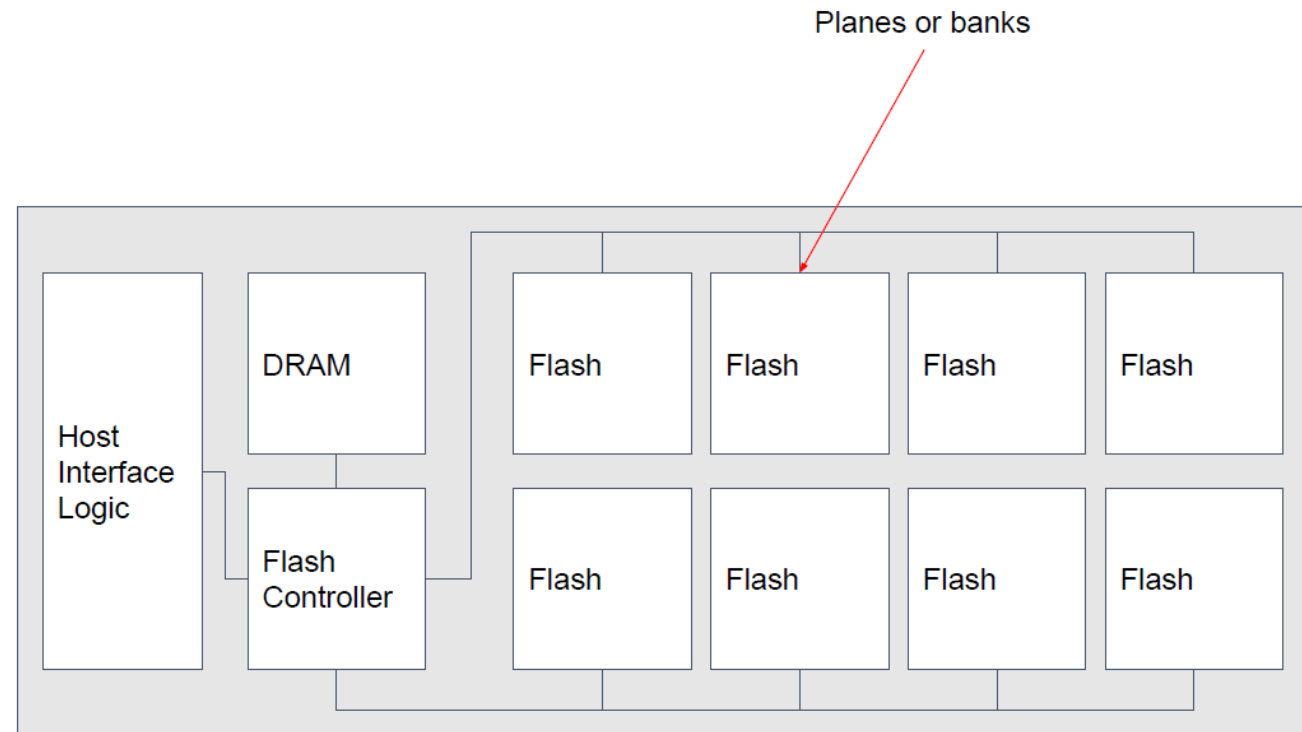 Planes or banks
Host
Interface
Logic
DRAM
Flash
Controller
Flash
Flash
Flash
Flash
Flash
Flash
Flash
Flash